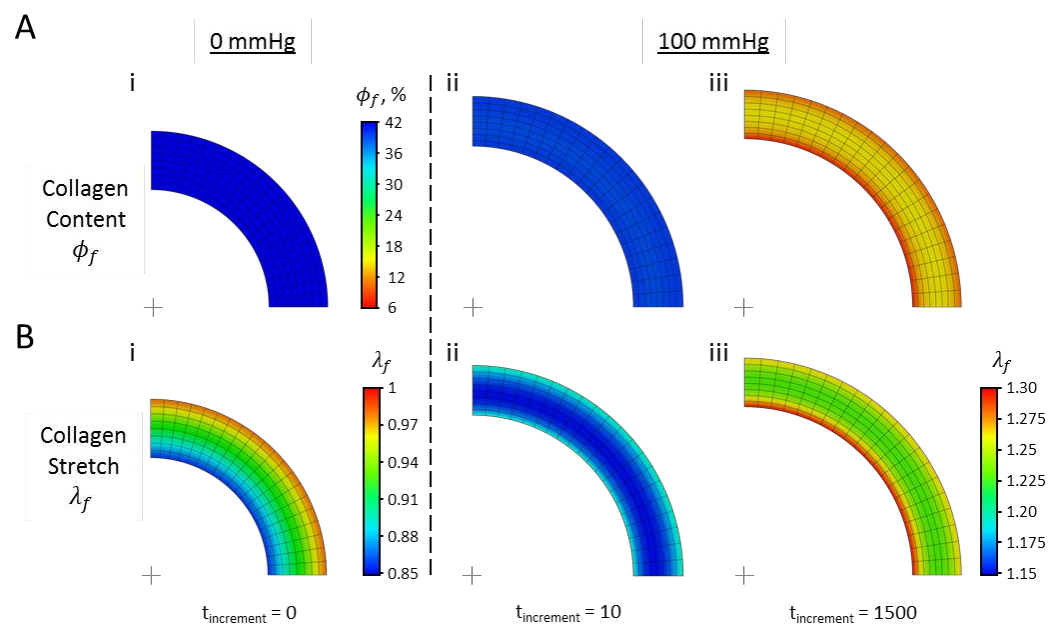 A
0 mmHg
100 mmHg
i
ii
iii
ϕf, %
42
36
30
24
18
12
6
Collagen
Content
ϕf
B
i
ii
iii
λf
1
0.97
0.94
0.91
0.88
0.85
λf
1.30
1.275
1.25
1.225
1.20
1.175
1.15
Collagen
Stretch
λf
tincrement = 0
tincrement = 10
tincrement = 1500